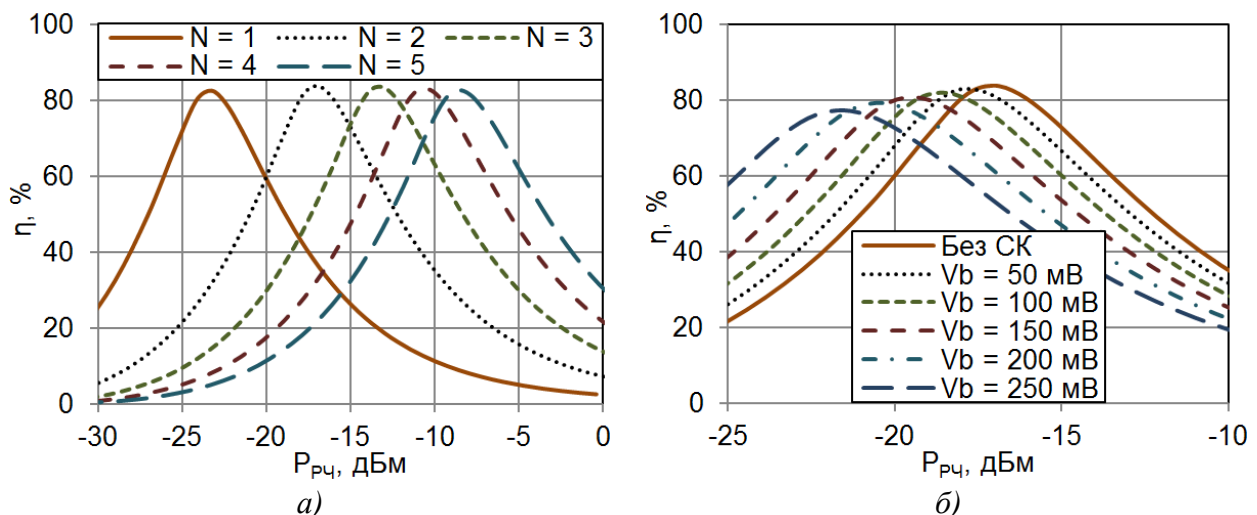 100
80
60
40
20
0
η, %
N = 1 N = 2 N = 3
N = 4 N = 5
-30 -25 -20 -15 -10 -5 0
PРЧ, дБм
а)
100
80
60
40
20
0
η, %
Без СК
Vb = 50 мВ
Vb = 100 мВ
Vb = 150 мВ
Vb = 200 мВ
Vb = 250 мВ
-25 -20 -15 -10
PРЧ, дБм
б)